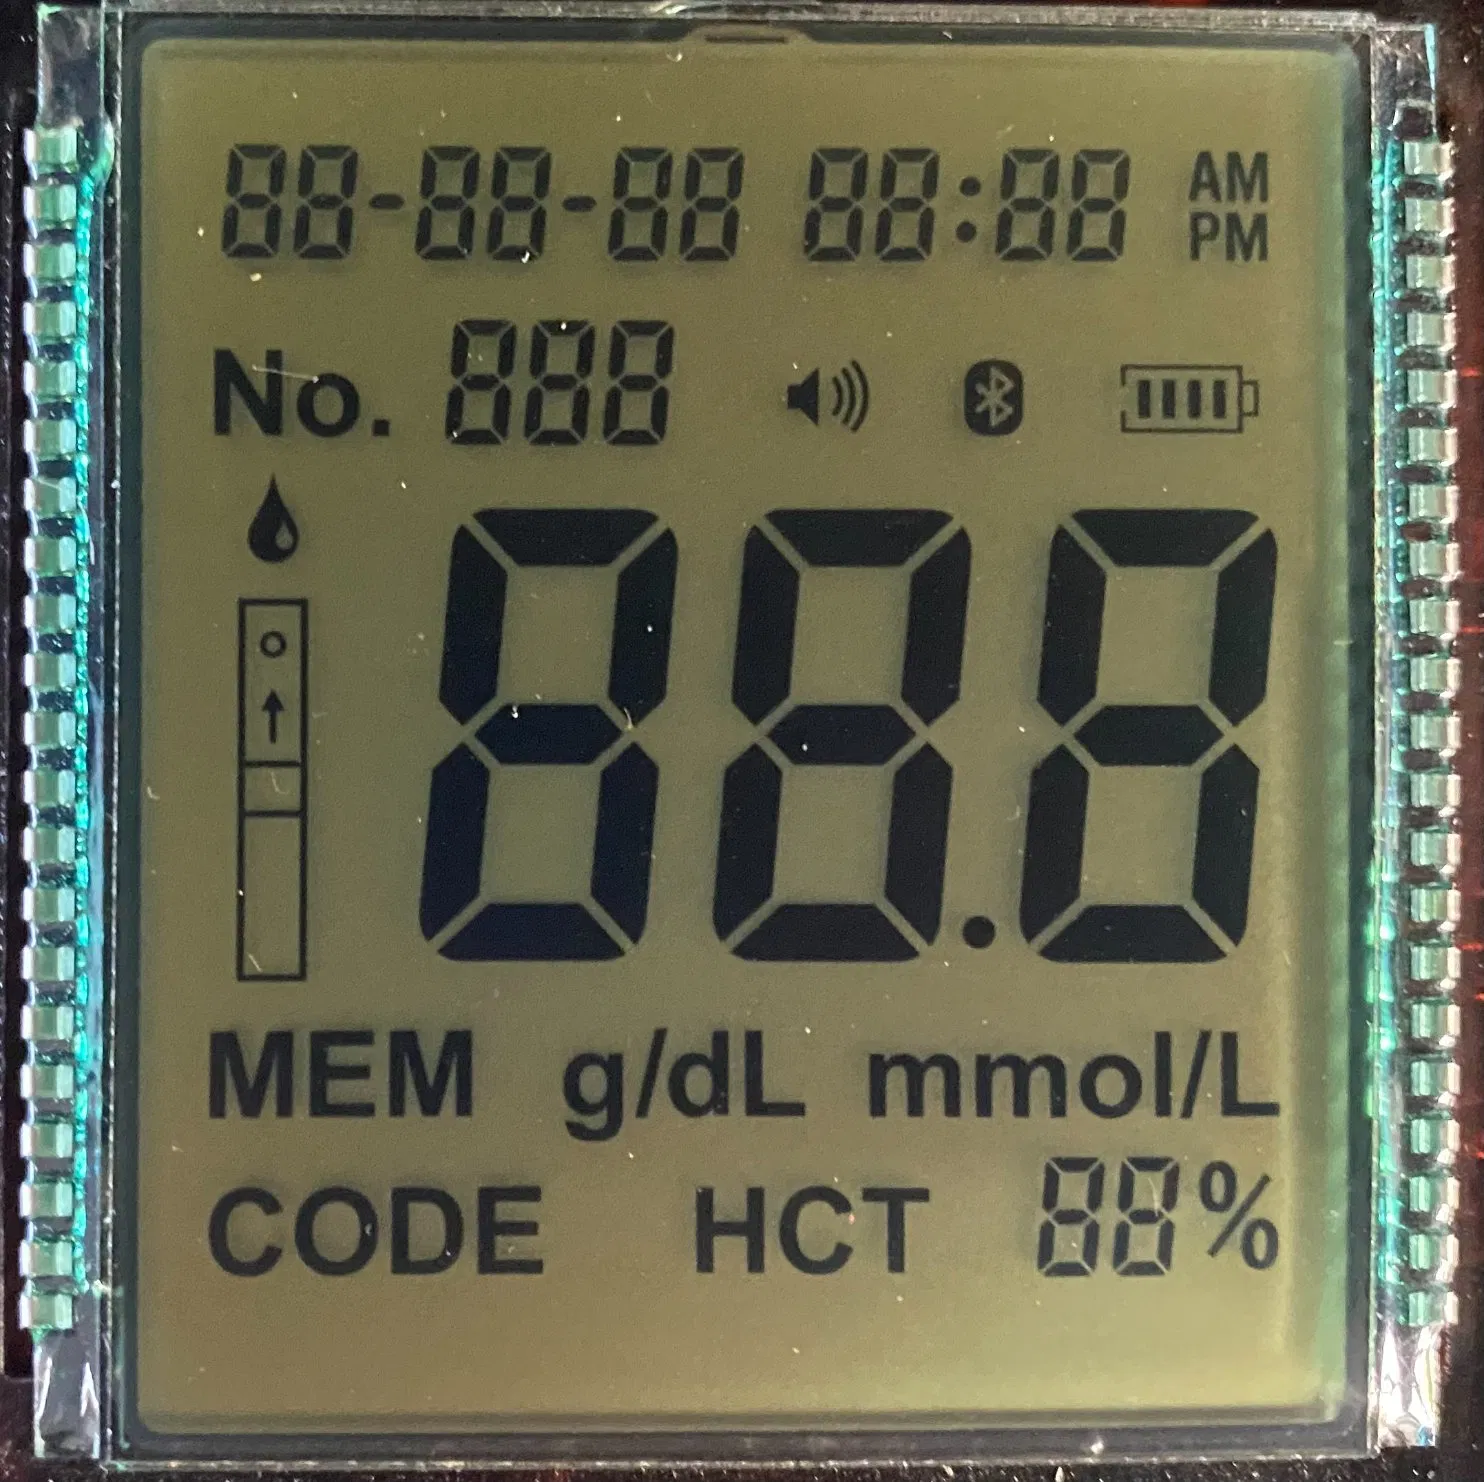 88-88-88 88:88 AM
PM
No. 888
88.8
MEM g/dL mmol/L
CODE HCT 88%